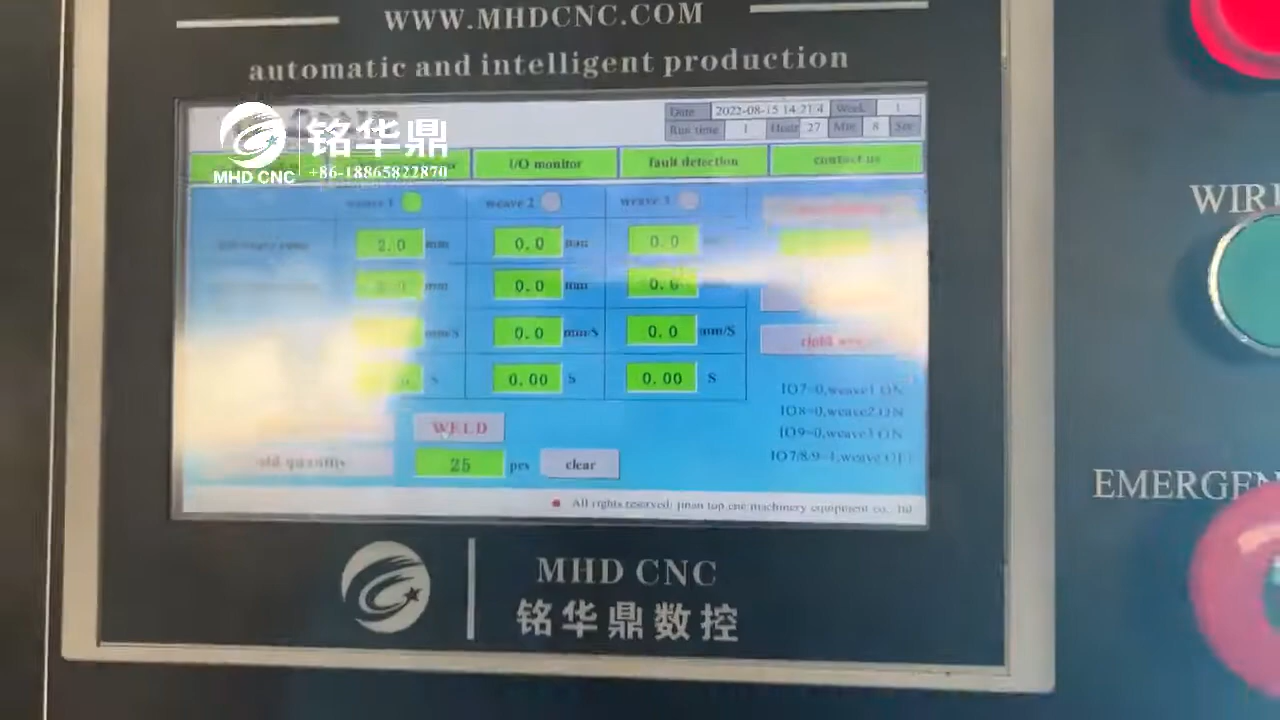 WWW.MHDCNC.COM
automatic and intelligent production
铭华鼎
MHD CNC
+86-18865822870
Date 2022-08-15 14 21 4 Week 1
Run time 1 Hour 27 Min 8 Sec
I/O monitor
fault detection
contact us
weave 1
weave 2
weave 3
2.0 mm
0.0 mm
0.0
mm
0.0 mm
0.0
mm/S
0.0 mm/S
0.0 mm/S
S
0.00 S
0.00 S
IO7=0,weave1 ON
IO8=0,weave2 ON
IO9=0,weave3 ON
IO7/8/9=1,weave
WELD
quantity
25 pcs
clear
All rights reserved: jinan top cnc machinery equipment co., ltd
MHD CNC
铭华鼎数控
WIR
EMERGEN